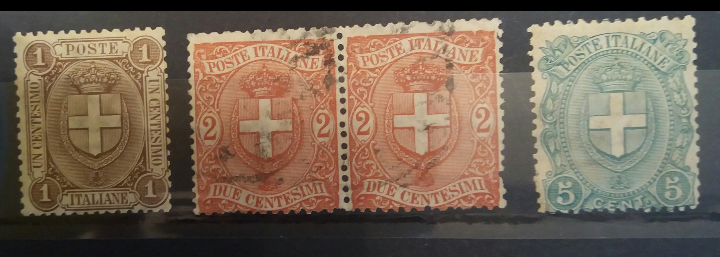 1 POSTE 1
UN CENTESIMO
UN CENTESIMO
1 ITALIANE 1
POSTE ITALIANE
2 2
DUE CENTESIMI
POSTE ITALIANE
2 2
DUE CENTESIMI
POSTE ITALIANE
5 CENT. 5